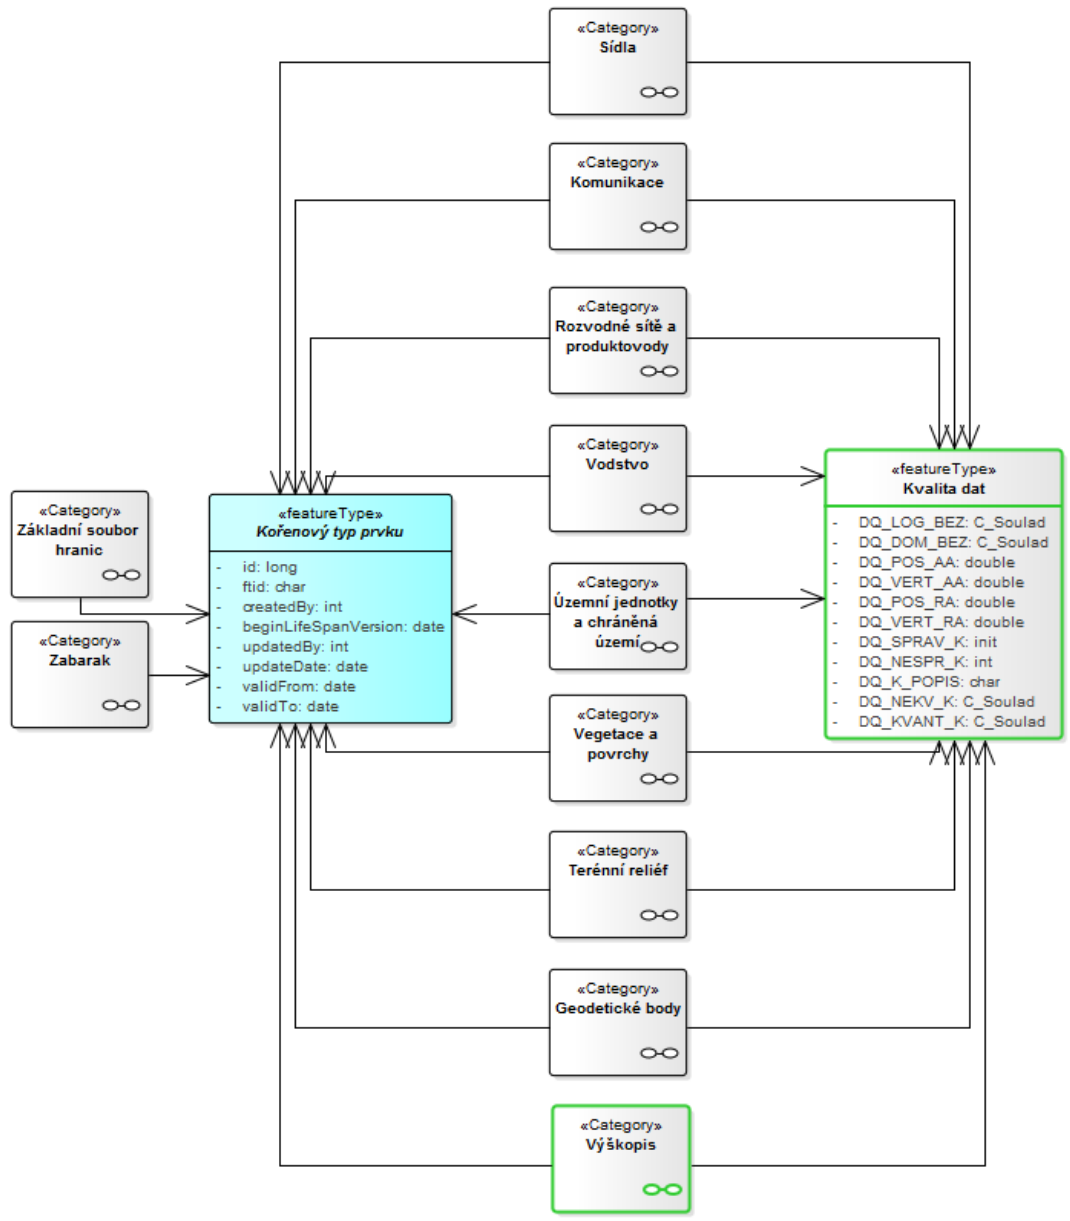 «Category»
Sídla
«Category»
Komunikace
«Category»
Rozvodné sítě a
produktovody
«Category»
Vodstvo
«Category»
Základní soubor
hranic
«Category»
Zabarak
«featureType»
Kořenový typ prvku
- id: long
- ftid: char
- createdBy: int
- beginLifeSpanVersion: date
- updatedBy: int
- updateDate: date
- validFrom: date
- validTo: date
«Category»
Územní jednotky
a chráněná
území
«featureType»
Kvalita dat
- DQ_LOG_BEZ: C_Soulad
- DQ_DOM_BEZ: C_Soulad
- DQ_POS_AA: double
- DQ_VERT_AA: double
- DQ_POS_RA: double
- DQ_VERT_RA: double
- DQ_SPRAV_K: init
- DQ_NESPR_K: int
- DQ_K_POPIS: char
- DQ_NEKV_K: C_Soulad
- DQ_KVANT_K: C_Soulad
«Category»
Vegetace a
povrchy
«Category»
Terénní reliéf
«Category»
Geodetické body
«Category»
Výškopis